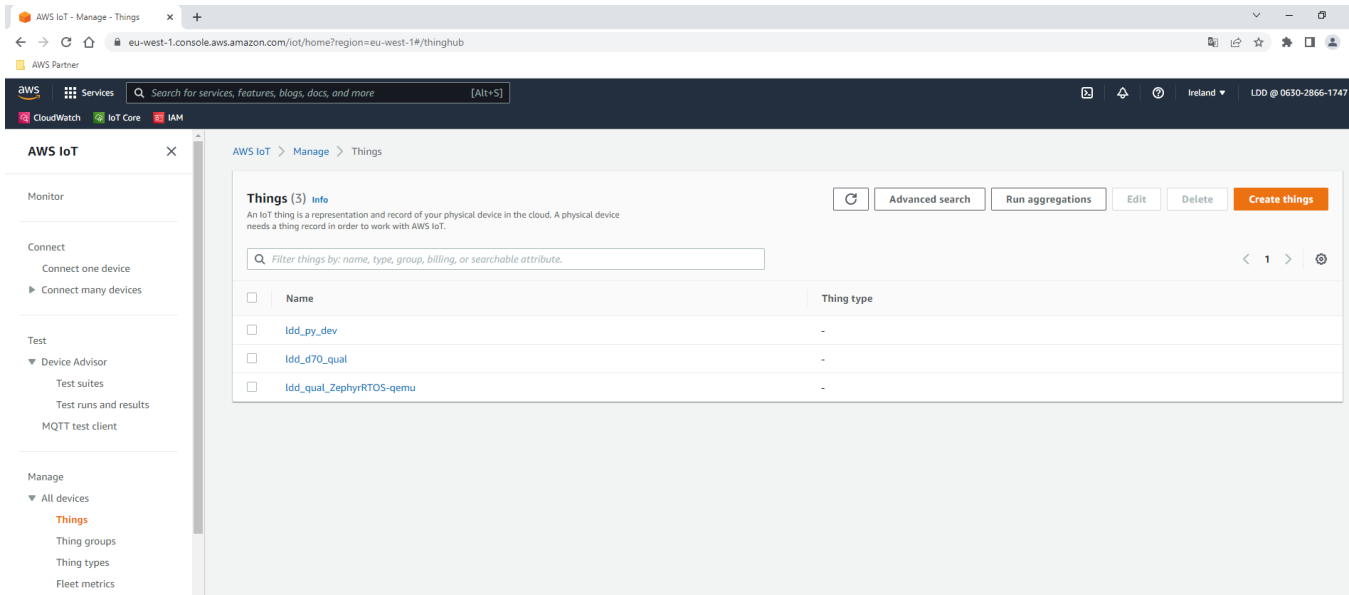 AWS IoT - Manage - Things
eu-west-1.console.aws.amazon.com/iot/home?region=eu-west-1#/thinghub
AWS Partner
aws Services Search for services, features, blogs, docs, and more [Alt+S] Ireland LDD @ 0630-2866-1747
CloudWatch IoT Core IAM
AWS IoT
Monitor
Connect
Connect one device
Connect many devices
Test
Device Advisor
Test suites
Test runs and results
MQTT test client
Manage
All devices
Things
Thing groups
Thing types
Fleet metrics
AWS IoT > Manage > Things
Things (3) Info
An IoT thing is a representation and record of your physical device in the cloud. A physical device
needs a thing record in order to work with AWS IoT.
Advanced search Run aggregations Edit Delete Create things
Filter things by: name, type, group, billing, or searchable attribute.
< 1 >
Name Thing type
ldd_py_dev -
ldd_d70_qual -
ldd_qual_ZephyrRTOS-qemu -